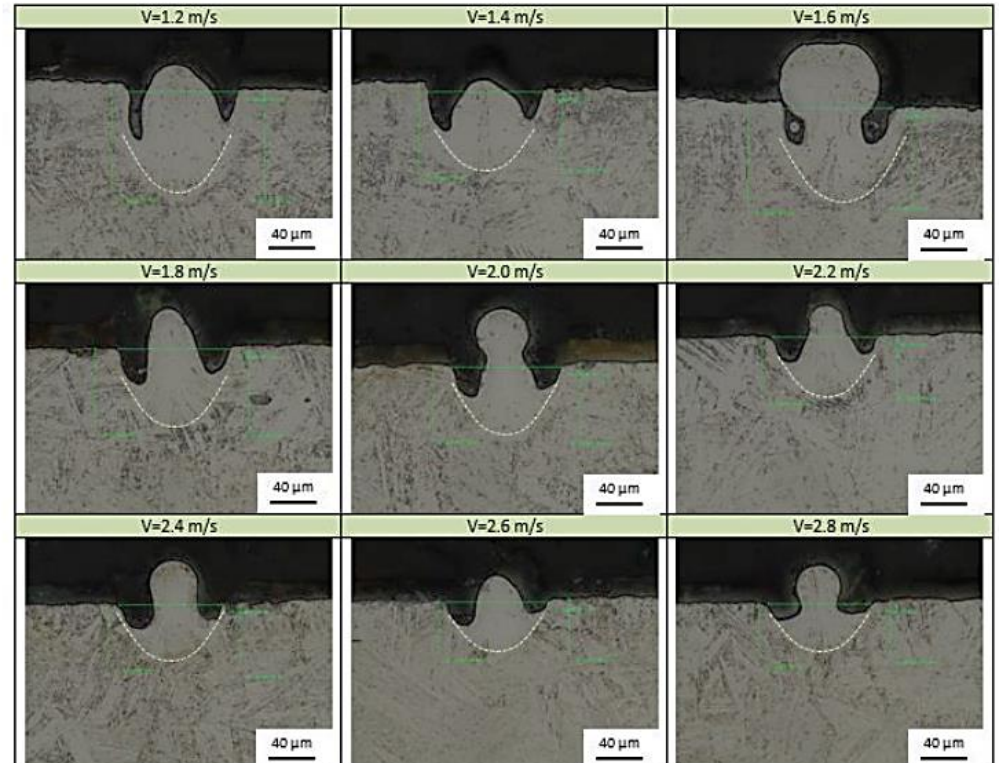 V=1.2 m/s
V=1.4 m/s
V=1.6 m/s
40 µm
40 µm
40 µm
V=1.8 m/s
V=2.0 m/s
V=2.2 m/s
40 µm
40 µm
40 µm
V=2.4 m/s
V=2.6 m/s
V=2.8 m/s
40 µm
40 µm
40 µm